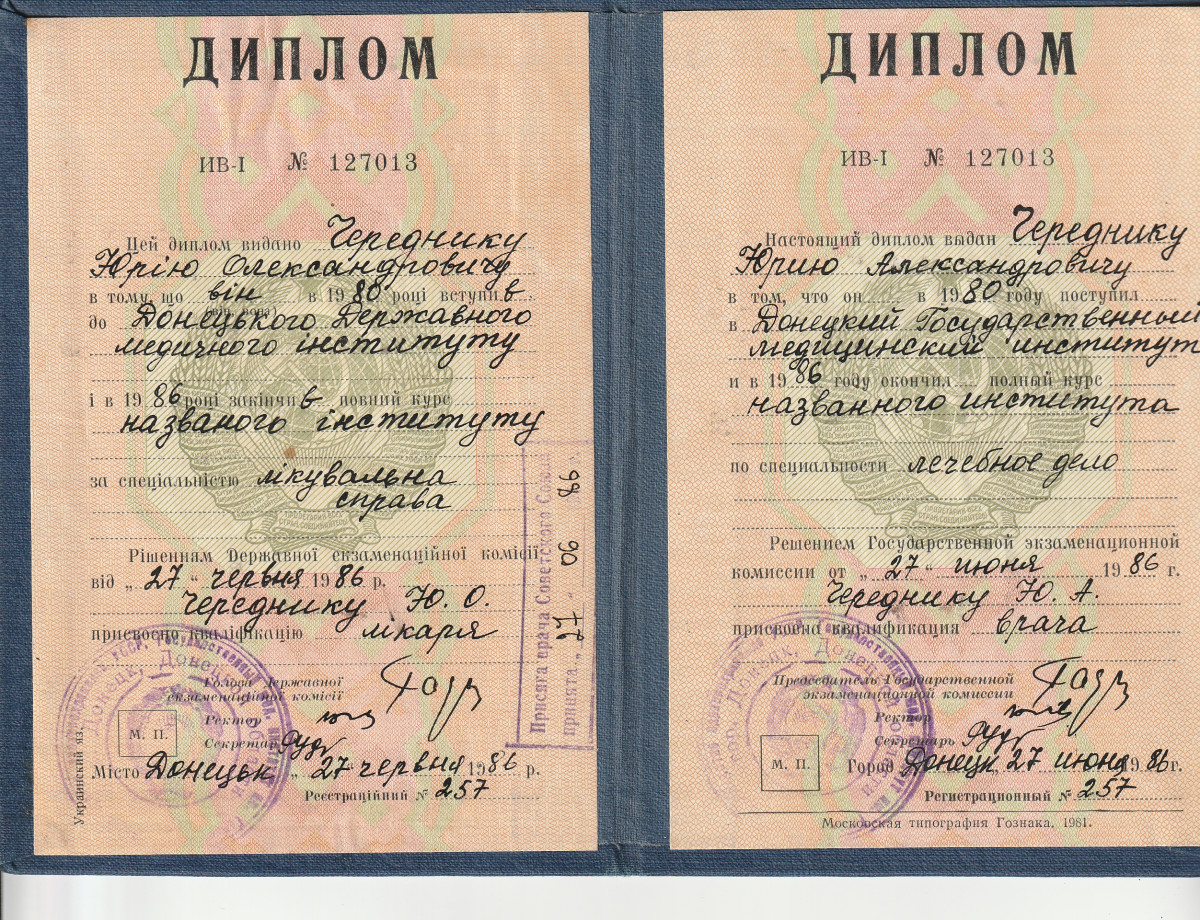 ДИПЛОМ
ИВ-I № 127013
Цей диплом видано Череднику
Юрію Олександровичу
в тому, що він в 1980 році вступив
до Донецького Державного
медичного інституту
і в 1986 році закінчив повний курс
названого інституту
за спеціальністю лікувальна
справа
Рішенням Державної екзаменаційної комісії
від „27“ червня 1986 р.
Череднику Ю. О.
присвоєно кваліфікацію лікаря
Голова Державної
екзаменаційної комісії
Ректор
Секретар
М. П.
Місто Донецьк „27“ червня 1986 р.
Реєстраційний № 257
Украинский яз.
Присяга врача Советского Союза
принята „27“ 06 86 г.
ДИПЛОМ
ИВ-I № 127013
Настоящий диплом выдан Череднику
Юрию Александровичу
в том, что он в 1980 году поступил
в Донецкий Государственный
медицинский институт
и в 1986 году окончил полный курс
названного института
по специальности лечебное дело
Решением Государственной экзаменационной
комиссии от „27“ июня 1986 г.
Череднику Ю. А.
присвоена квалификация врача
Председатель Государственной
экзаменационной комиссии
Ректор
Секретарь
М. П.
Город Донецк, 27 июня 1986 г.
Регистрационный № 257
Московская типография Гознака, 1981.